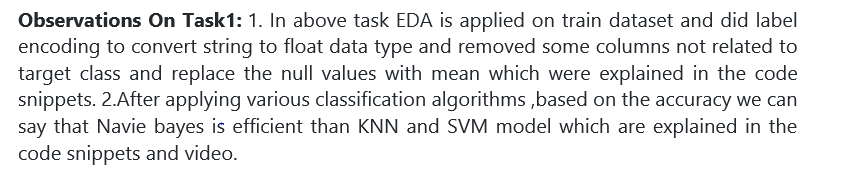 Observations On Task1: 1. In above task EDA is applied on train dataset and did label
encoding to convert string to float data type and removed some columns not related to
target class and replace the null values with mean which were explained in the code
snippets. 2.After applying various classification algorithms ,based on the accuracy we can
say that Navie bayes is efficient than KNN and SVM model which are explained in the
code snippets and video.